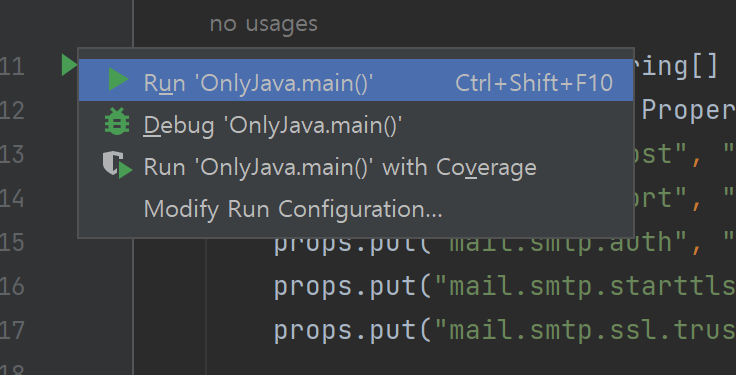 no usages
11 ring[]
Run 'OnlyJava.main()' Ctrl+Shift+F10
12 Proper
Debug 'OnlyJava.main()'
13 ost", "
Run 'OnlyJava.main()' with Coverage
14 ort", "
Modify Run Configuration...
15 props.put("mail.smtp.auth", "
16 props.put("mail.smtp.starttls
17 props.put("mail.smtp.ssl.trus
18